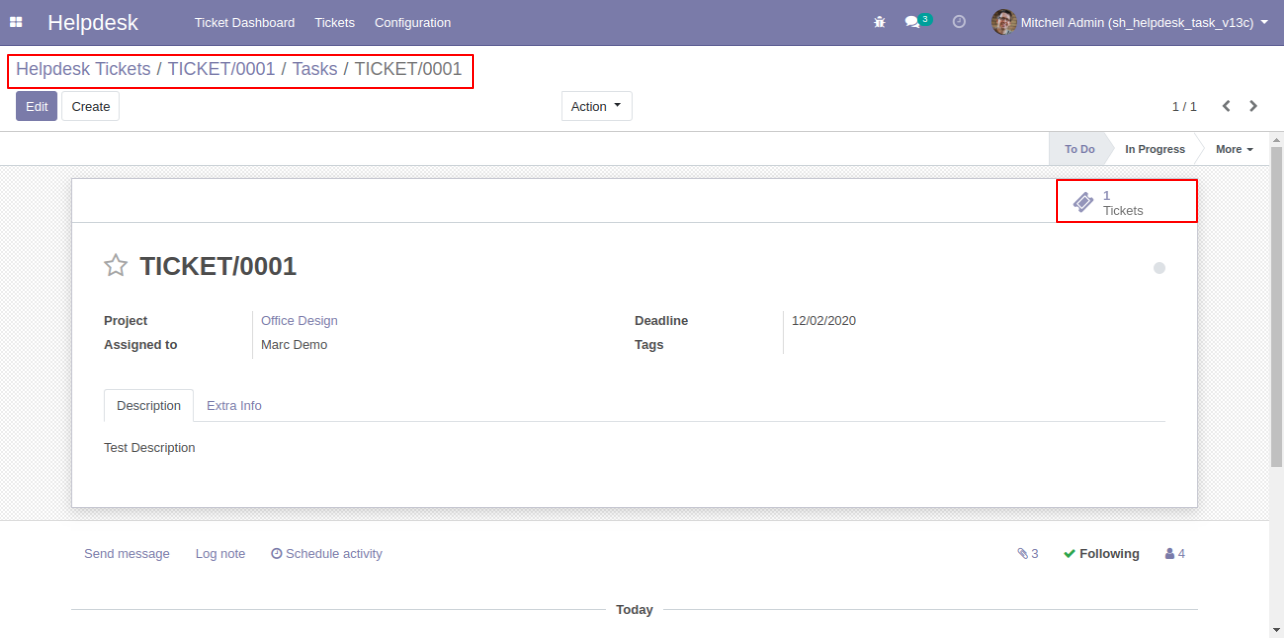 Helpdesk Ticket Dashboard Tickets Configuration 3 Mitchell Admin (sh_helpdesk_task_v13c)
Helpdesk Tickets / TICKET/0001 / Tasks / TICKET/0001
Edit Create Action 1 / 1
To Do In Progress More
1
Tickets
TICKET/0001
Project Office Design Deadline 12/02/2020
Assigned to Marc Demo Tags
Description Extra Info
Test Description
Send message Log note Schedule activity 3 Following 4
Today